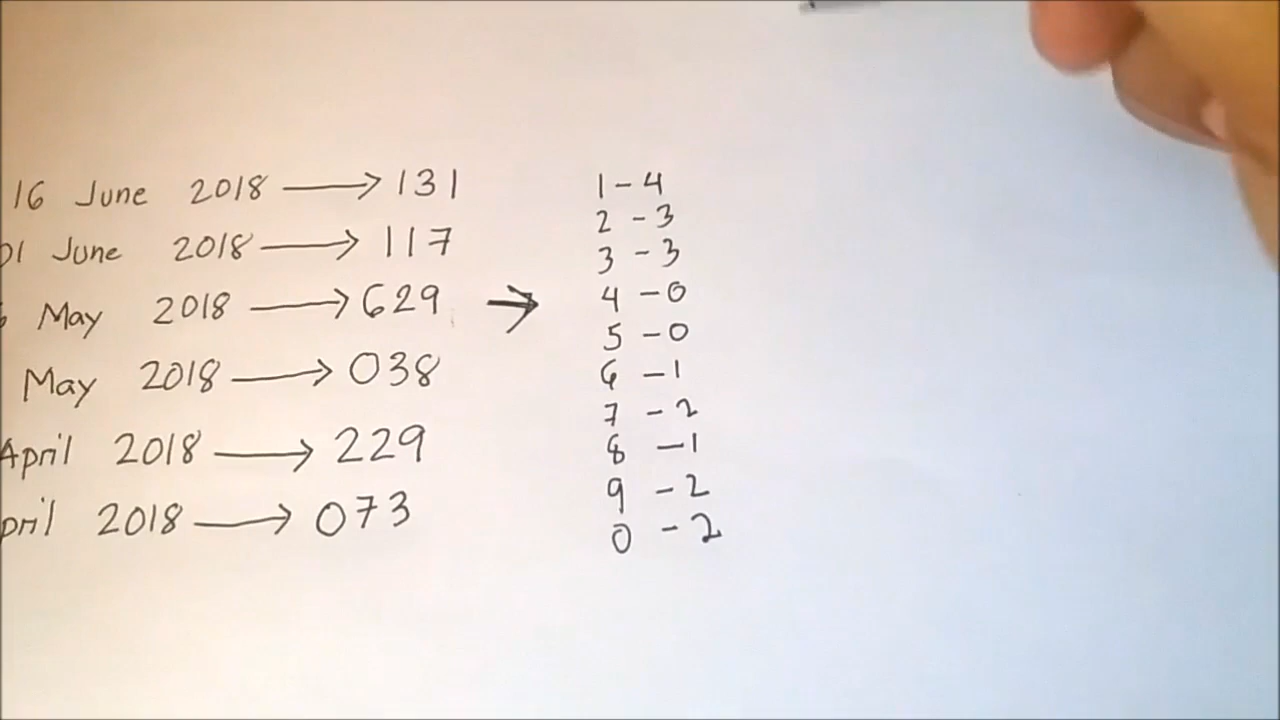 16 June 2018 → 131
01 June 2018 → 117
May 2018 → 629 →
May 2018 → 038
April 2018 → 229
pril 2018 → 073
1 - 4
2 - 3
3 - 3
4 - 0
5 - 0
6 - 1
7 - 2
8 - 1
9 - 2
0 - 2